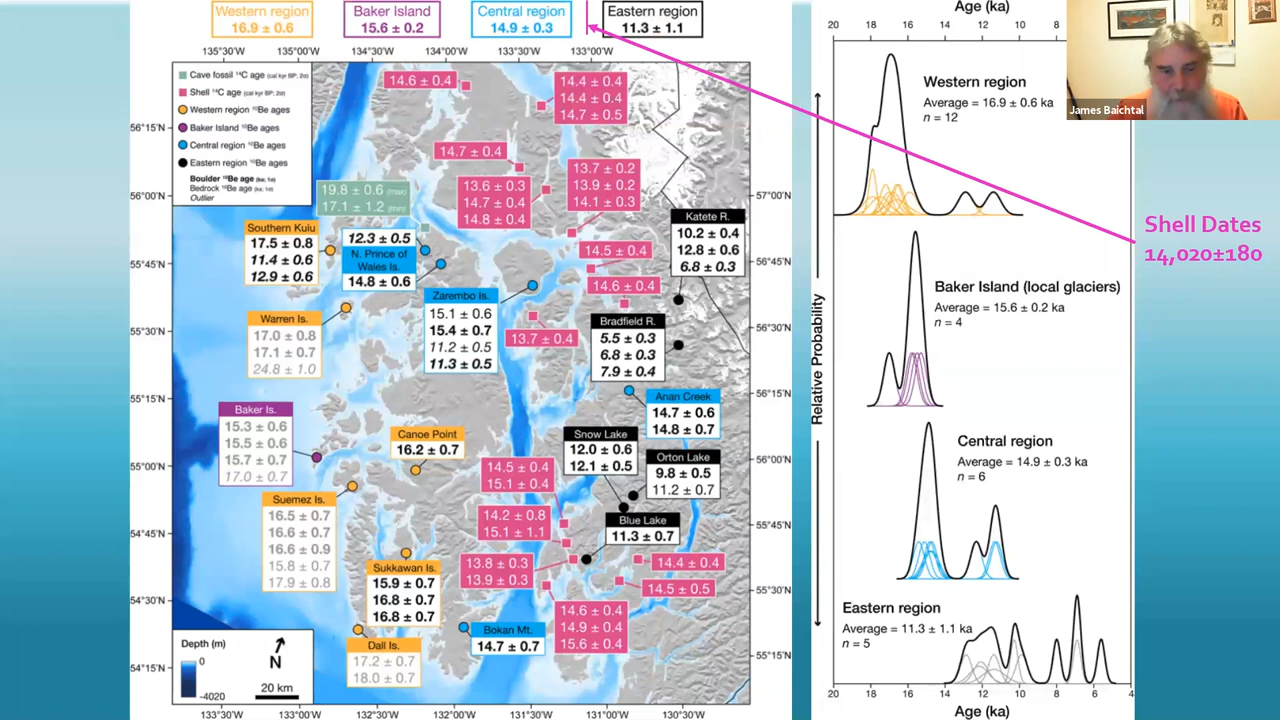 Western region
16.9 ± 0.6
Baker Island
15.6 ± 0.2
Central region
14.9 ± 0.3
Eastern region
11.3 ± 1.1
135°30'W
135°00'W
134°30'W
134°00'W
133°30'W
133°00'W
Cave fossil ¹⁴C age (cal kyr BP; 2σ)
Shell ¹⁴C age (cal kyr BP; 2σ)
Western region ¹⁰Be ages
Baker Island ¹⁰Be ages
Central region ¹⁰Be ages
Eastern region ¹⁰Be ages
Boulder ¹⁰Be age (ka; 1σ)
Bedrock ¹⁰Be age (ka; 1σ)
Outlier
56°15'N
56°00'N
55°45'N
55°30'N
55°15'N
55°00'N
54°45'N
54°30'N
54°15'N
14.6 ± 0.4
14.4 ± 0.4
14.4 ± 0.4
14.7 ± 0.5
14.7 ± 0.4
13.6 ± 0.3
14.7 ± 0.4
14.8 ± 0.4
13.7 ± 0.2
13.9 ± 0.2
14.1 ± 0.3
19.8 ± 0.6 (max)
17.1 ± 1.2 (min)
Southern Kuiu
17.5 ± 0.8
11.4 ± 0.6
12.9 ± 0.6
12.3 ± 0.5
N. Prince of
Wales Is.
14.8 ± 0.6
14.5 ± 0.4
14.6 ± 0.4
Katete R.
10.2 ± 0.4
12.8 ± 0.6
6.8 ± 0.3
Zarembo Is.
15.1 ± 0.6
15.4 ± 0.7
11.2 ± 0.5
11.3 ± 0.5
13.7 ± 0.4
Warren Is.
17.0 ± 0.8
17.1 ± 0.7
24.8 ± 1.0
Bradfield R.
5.5 ± 0.3
6.8 ± 0.3
7.9 ± 0.4
Anan Creek
14.7 ± 0.6
14.8 ± 0.7
Baker Is.
15.3 ± 0.6
15.5 ± 0.6
15.7 ± 0.7
17.0 ± 0.7
Canoe Point
16.2 ± 0.7
Snow Lake
12.0 ± 0.6
12.1 ± 0.5
Orton Lake
9.8 ± 0.5
11.2 ± 0.7
14.5 ± 0.4
15.1 ± 0.4
Suemez Is.
16.5 ± 0.7
16.6 ± 0.7
16.6 ± 0.9
15.8 ± 0.7
17.9 ± 0.8
14.2 ± 0.8
15.1 ± 1.1
Blue Lake
11.3 ± 0.7
13.8 ± 0.3
13.9 ± 0.3
14.4 ± 0.4
14.5 ± 0.5
Sukkawan Is.
15.9 ± 0.7
16.8 ± 0.7
16.8 ± 0.7
14.6 ± 0.4
14.9 ± 0.4
15.6 ± 0.4
Bokan Mt.
14.7 ± 0.7
Dall Is.
17.2 ± 0.7
18.0 ± 0.7
Depth (m)
0
-4020
N
20 km
57°00'N
56°45'N
56°30'N
56°15'N
56°00'N
55°45'N
55°30'N
55°15'N
133°30'W
133°00'W
132°30'W
132°00'W
131°30'W
131°00'W
130°30'W
Age (ka)
20
18
16
14
12
10
8
Western region
Average = 16.9 ± 0.6 ka
n = 12
Baker Island (local glaciers)
Average = 15.6 ± 0.2 ka
n = 4
Relative Probability
Central region
Average = 14.9 ± 0.3 ka
n = 6
Eastern region
Average = 11.3 ± 1.1 ka
n = 5
20
18
16
14
12
10
8
6
4
Age (ka)
James Baichtal
Shell Dates
14,020±180